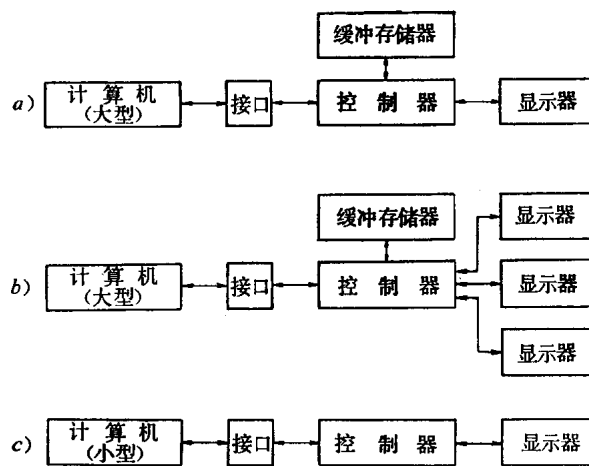 缓冲存储器
a)
计算机
(大型)
接口
控制器
显示器
缓冲存储器
显示器
b)
计算机
(大型)
接口
控制器
显示器
显示器
c)
计算机
(小型)
接口
控制器
显示器